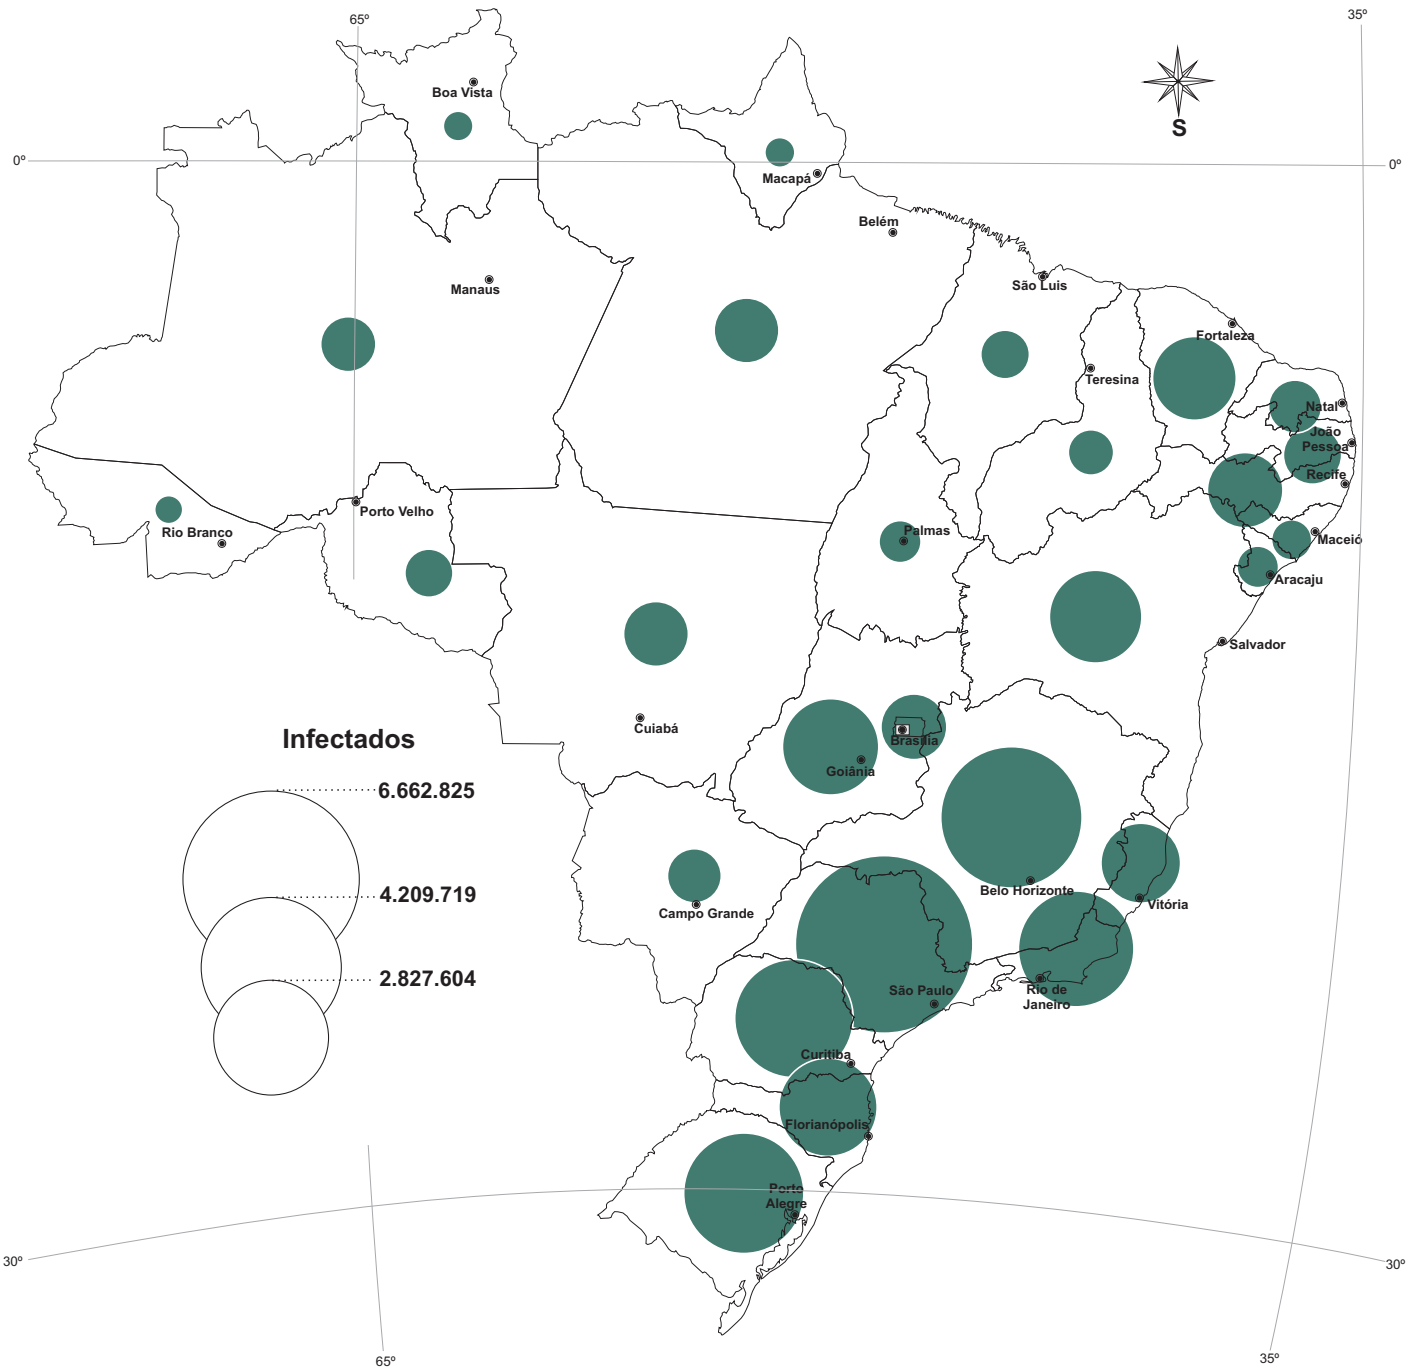 65º
35º
Boa Vista
S
0º
0º
Macapá
Belém
Manaus
São Luis
Fortaleza
Teresina
Natal
João
Pessoa
Recife
Porto Velho
Rio Branco
Palmas
Maceió
Aracaju
Salvador
Cuiabá
Brasília
Goiânia
Infectados
6.662.825
4.209.719
2.827.604
Belo Horizonte
Vitória
Campo Grande
São Paulo
Rio de
Janeiro
Curitiba
Florianópolis
Porto
Alegre
30º
30º
65º
35º